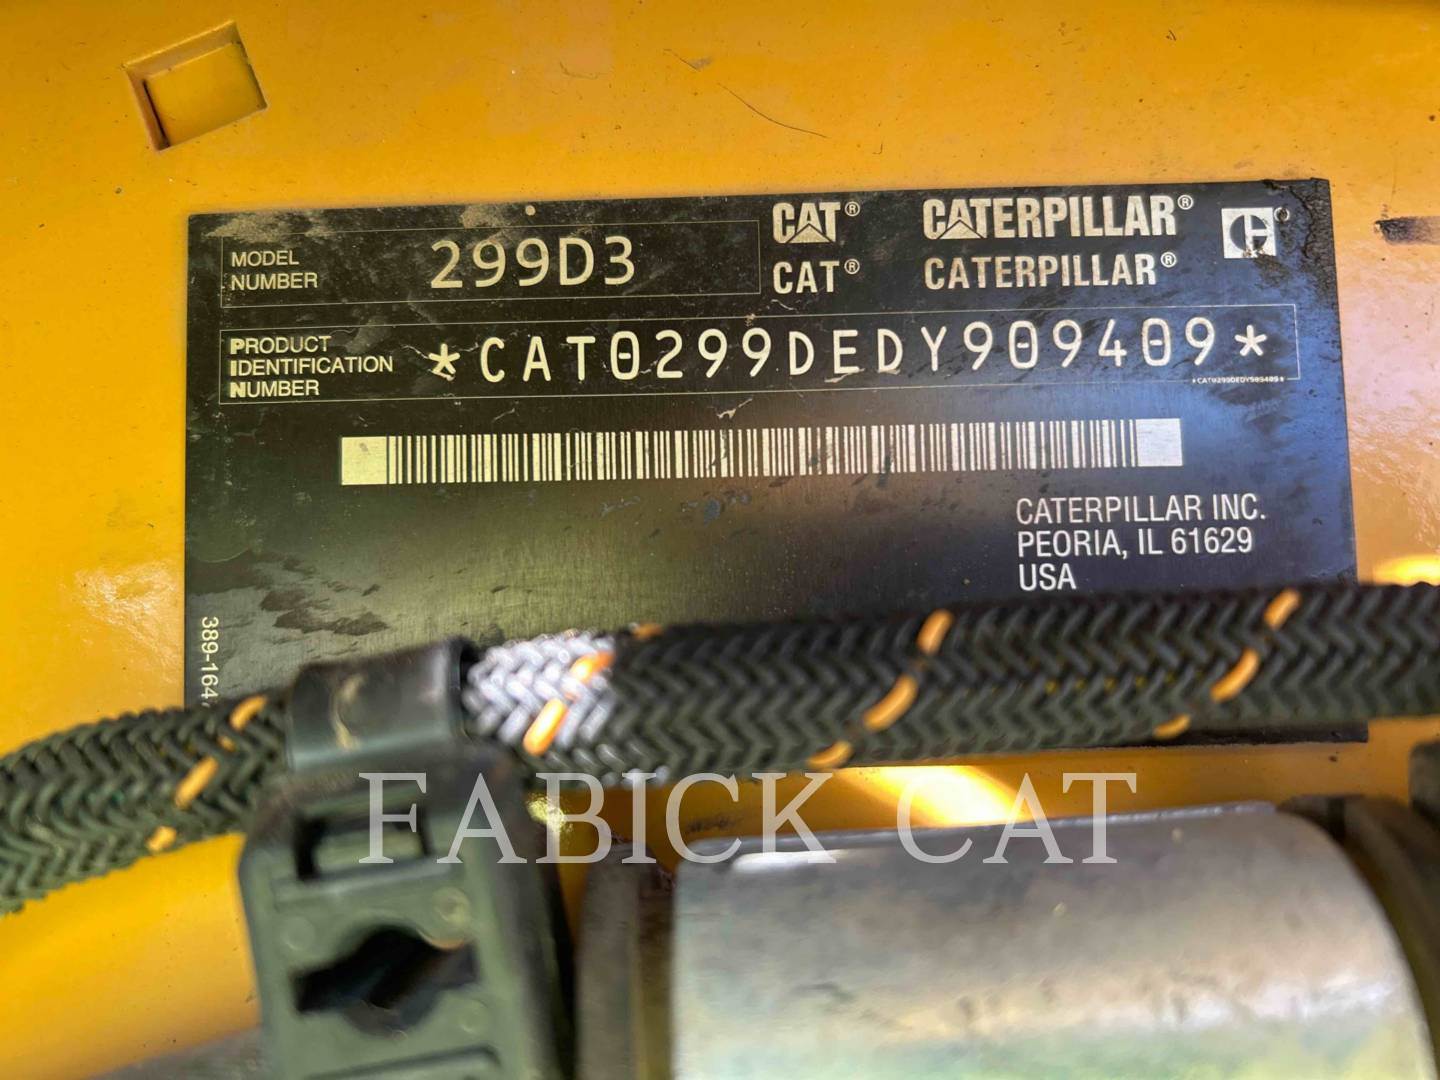 MODEL
NUMBER
299D3
CAT® CATERPILLAR®
CAT® CATERPILLAR®
PRODUCT
IDENTIFICATION
NUMBER
*CAT0299DEDY909409*
*CAT0299DEDY909409*
CATERPILLAR INC.
PEORIA, IL 61629
USA
FABICK CAT